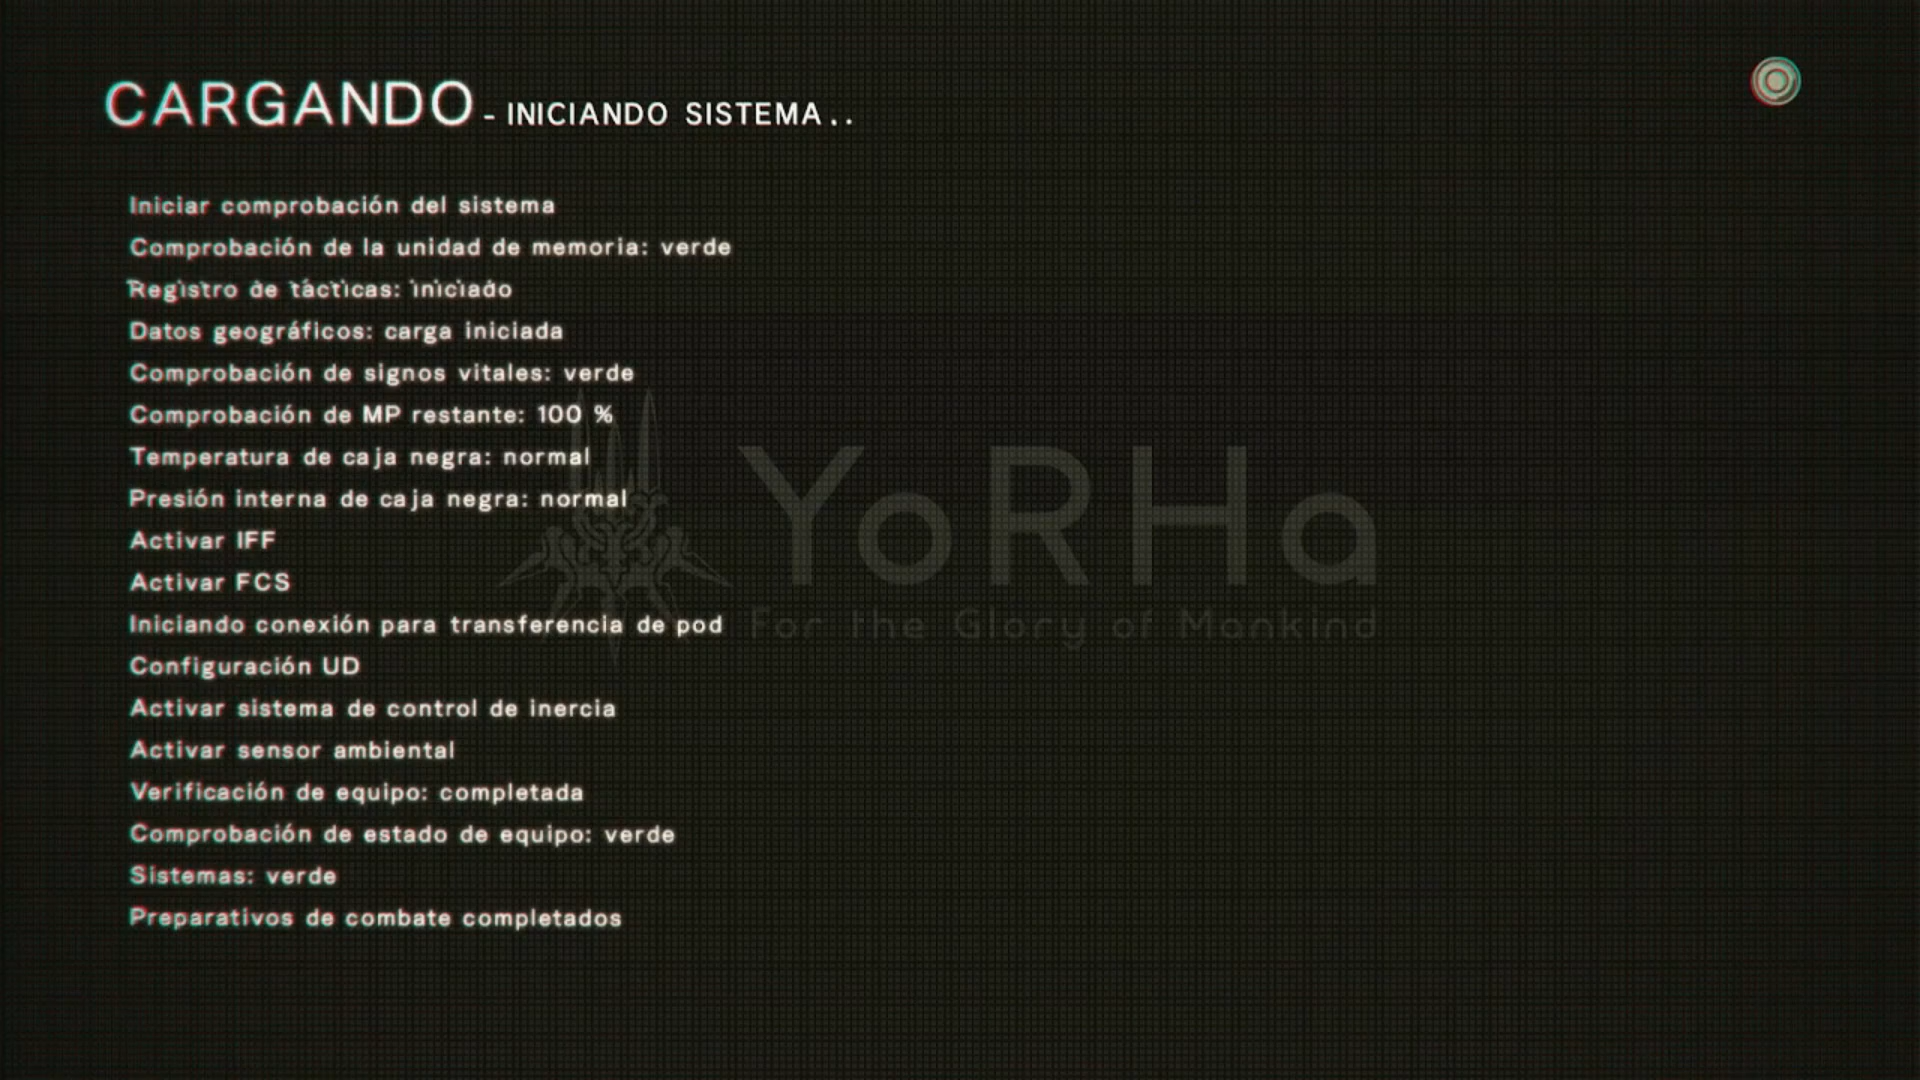 CARGANDO - INICIANDO SISTEMA..
Iniciar comprobación del sistema
Comprobación de la unidad de memoria: verde
Registro de tácticas: iniciado
Datos geográficos: carga iniciada
Comprobación de signos vitales: verde
Comprobación de MP restante: 100 %
Temperatura de caja negra: normal
Presión interna de caja negra: normal
Activar IFF
Activar FCS
Iniciando conexión para transferencia de pod
Configuración UD
Activar sistema de control de inercia
Activar sensor ambiental
Verificación de equipo: completada
Comprobación de estado de equipo: verde
Sistemas: verde
Preparativos de combate completados
YoRHa
For the Glory of Mankind